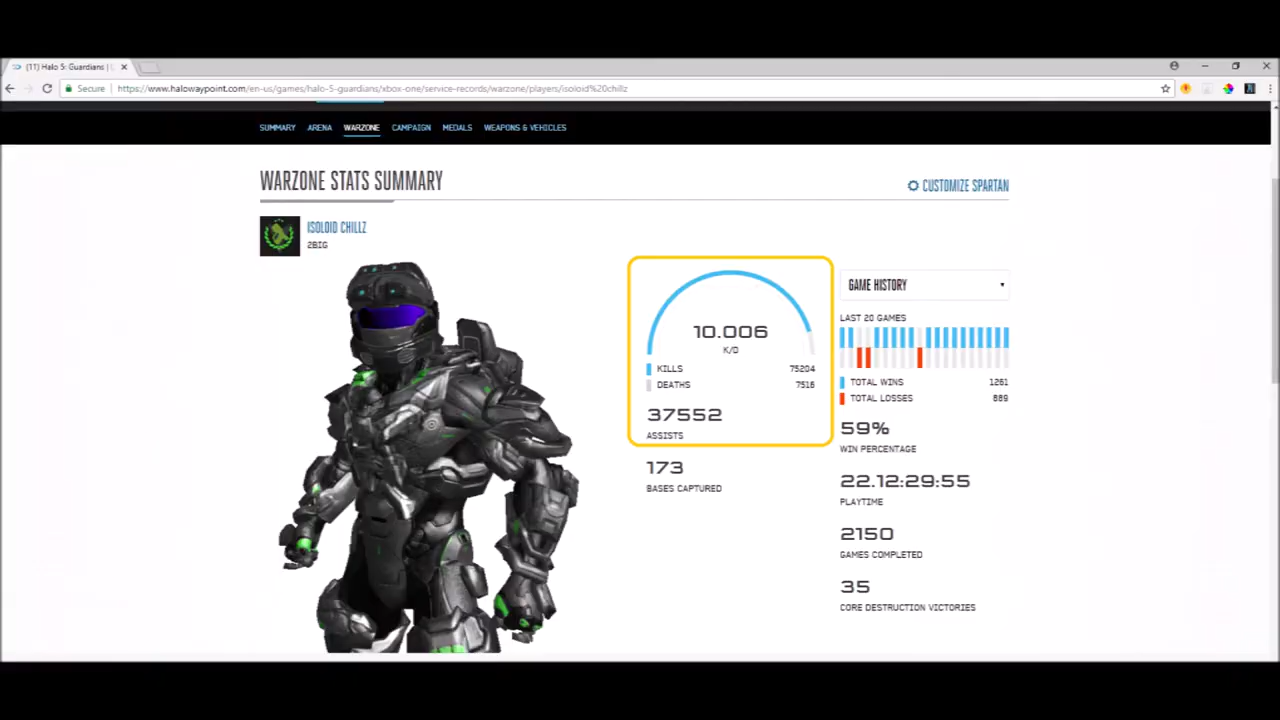 (11) Halo 5: Guardians |
Secure https://www.halowaypoint.com/en-us/games/halo-5-guardians/xbox-one/service-records/warzone/players/isoloid%20chillz
SUMMARY ARENA WARZONE CAMPAIGN MEDALS WEAPONS & VEHICLES
WARZONE STATS SUMMARY
CUSTOMIZE SPARTAN
ISOLOID CHILLZ
2BIG
10.006
K/D
KILLS 75204
DEATHS 7516
37552
ASSISTS
173
BASES CAPTURED
GAME HISTORY
LAST 20 GAMES
TOTAL WINS 1261
TOTAL LOSSES 889
59%
WIN PERCENTAGE
22.12:29:55
PLAYTIME
2150
GAMES COMPLETED
35
CORE DESTRUCTION VICTORIES